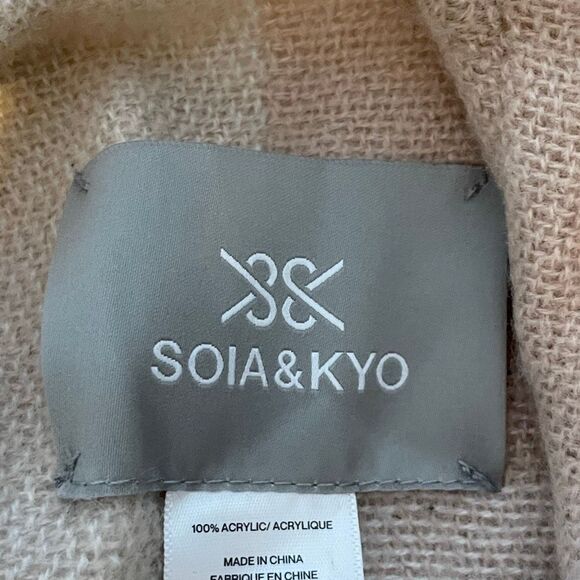 SOIA&KYO
100% ACRYLIC/ ACRYLIQUE
MADE IN CHINA
FABRIQUE EN CHINE